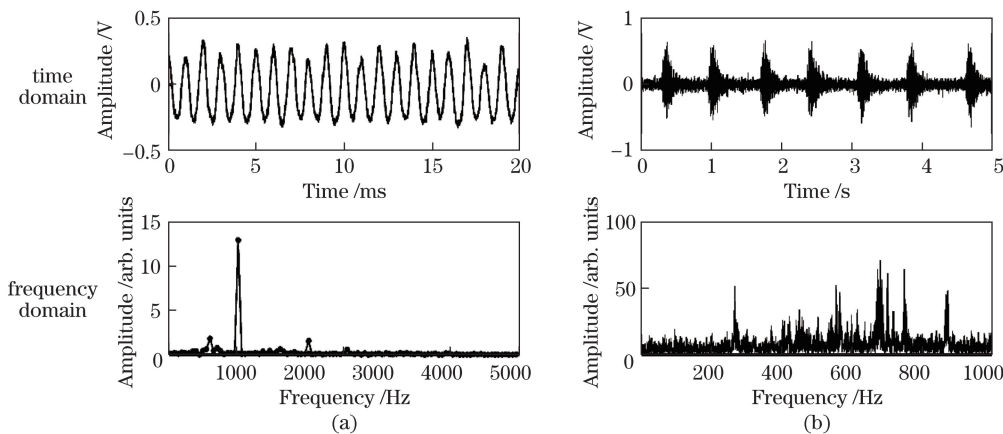 time
domain
Amplitude /V
0.5
0
−0.5
0 5 10 15 20
Time /ms
Amplitude /V
1
0
−1
0 1 2 3 4 5
Time /s
frequency
domain
Amplitude /arb. units
15
10
5
0
1000 2000 3000 4000 5000
Frequency /Hz
(a)
Amplitude /arb. units
100
50
0
200 400 600 800 1000
Frequency /Hz
(b)